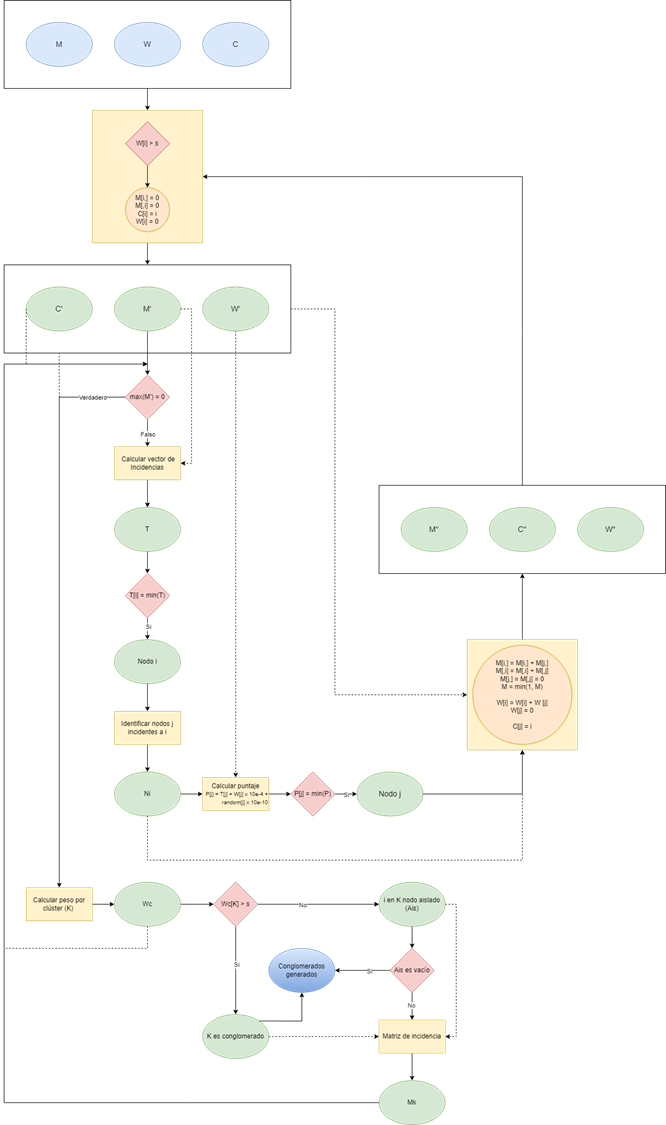 M
W
C
W[i] > s
M[i,] = 0
M[,i] = 0
C[i] = i
W[i] = 0
C'
M'
W'
max(M') = 0
Verdadero
Falso
Calcular vector de
Incidencias
T
T[i] = min(T)
Si
Nodo i
Identificar nodos j
incidentes a i
Ni
Calcular puntaje
P[j] = T[j] + W[j] x 10e-4 +
random[j] x 10e-10
P[j] = min(P)
Si
Nodo j
M[i,] = M[i,] + M[j,]
M[,i] = M[,i] + M[,j]
M[j,] = M[,j] = 0
M = min(1, M)
W[i] = W[i] + W [j]
W[j] = 0
C[j] = i
M"
C"
W"
Calcular peso por
clúster (K)
Wc
Wc[K] > s
No
Si
i en K nodo aislado
(Ais)
Ais es vacío
Si
No
Conglomerados
generados
K es conglomerado
Matriz de incidencia
Mk